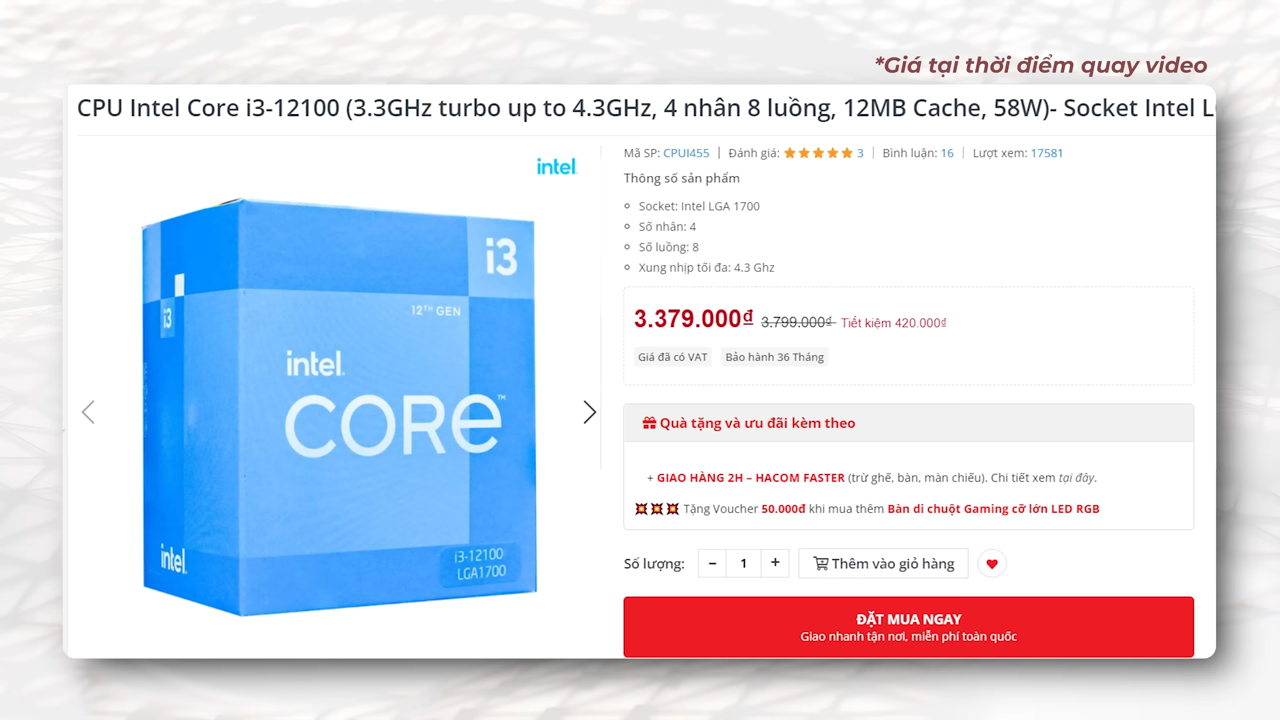 *Giá tại thời điểm quay video
CPU Intel Core i3-12100 (3.3GHz turbo up to 4.3GHz, 4 nhân 8 luồng, 12MB Cache, 58W)- Socket Intel
Mã SP: CPUI455 | Đánh giá: 3 | Bình luận: 16 | Lượt xem: 17581
Thông số sản phẩm
Socket: Intel LGA 1700
Số nhân: 4
Số luồng: 8
Xung nhịp tối đa: 4.3 Ghz
3.379.000₫ 3.799.000₫ Tiết kiệm 420.000₫
Giá đã có VAT Bảo hành 36 Tháng
Quà tặng và ưu đãi kèm theo
+ GIAO HÀNG 2H – HACOM FASTER (trừ ghế, bàn, màn chiếu). Chi tiết xem tại đây.
Tặng Voucher 50.000đ khi mua thêm Bàn di chuột Gaming cỡ lớn LED RGB
Số lượng: – 1 + Thêm vào giỏ hàng
ĐẶT MUA NGAY
Giao nhanh tận nơi, miễn phí toàn quốc
intel
i3
i3
12TH GEN
intel.
CORE™
intel.
i3-12100
LGA1700